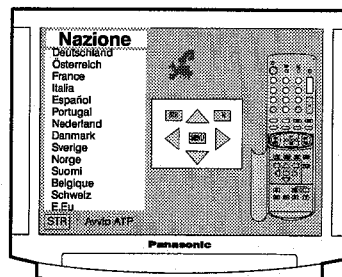 Nazione
Deutschland
Österreich
France
Italia
Español
Portugal
Nederland
Danmark
Sverige
Norge
Suomi
Belgique
Schweiz
E.Eu
STR Avvio ATP
Panasonic